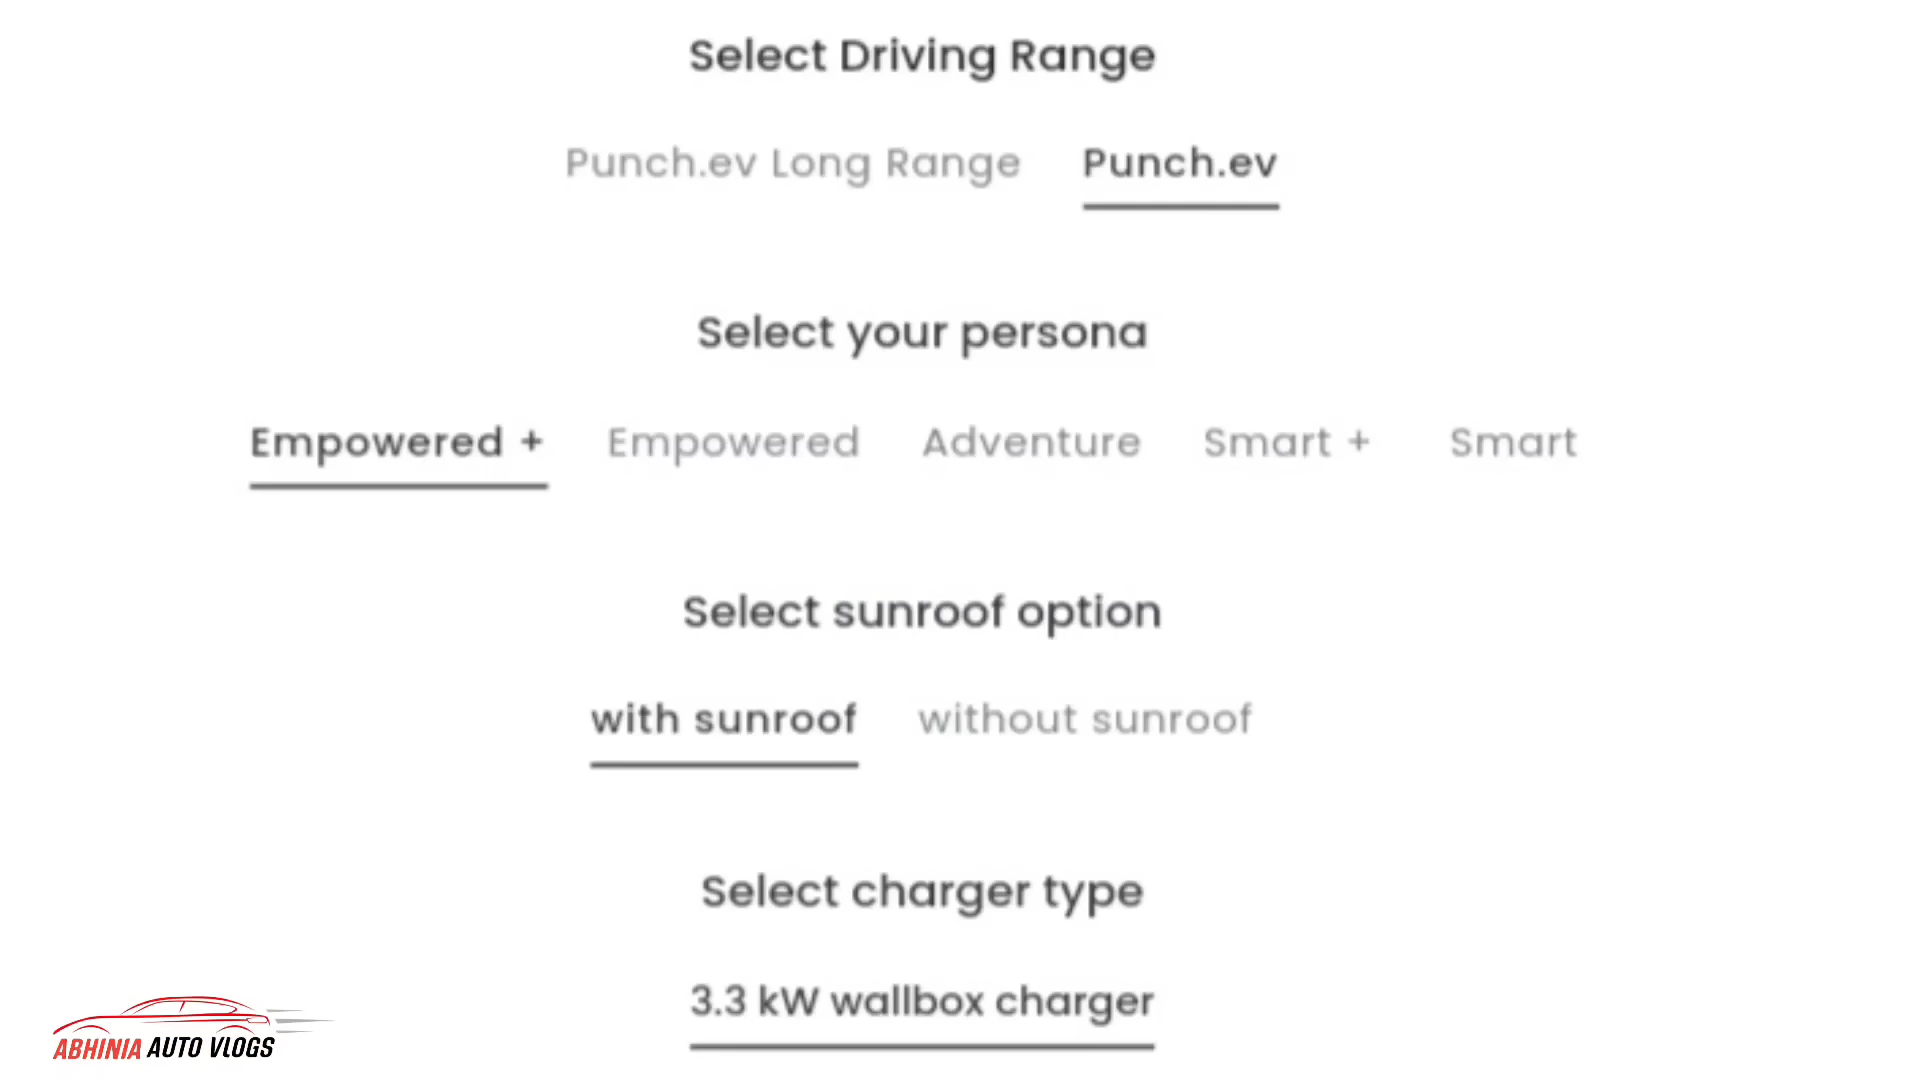 Select Driving Range
Punch.ev Long Range Punch.ev
Select your persona
Empowered + Empowered Adventure Smart + Smart
Select sunroof option
with sunroof without sunroof
Select charger type
3.3 kW wallbox charger
ABHINIA AUTO VLOGS